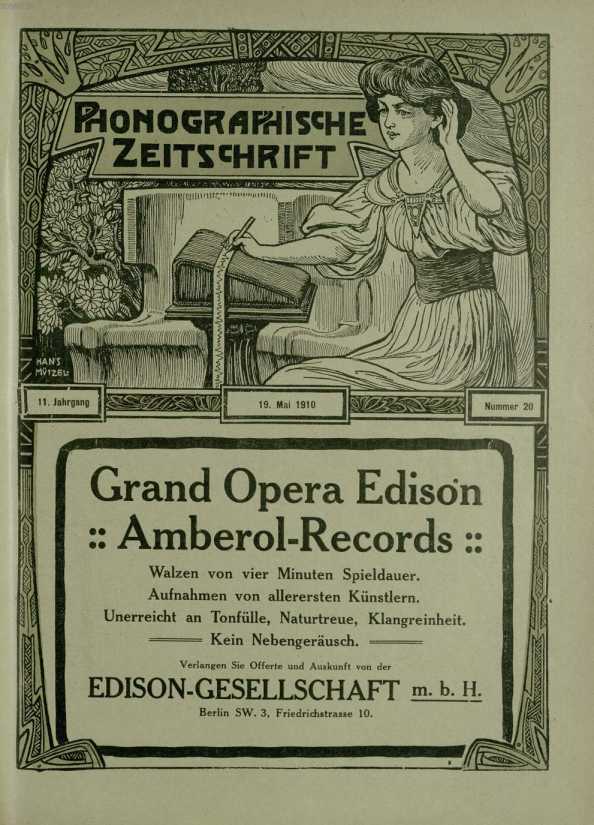 PHONOGRAPHISCHE
ZEITSCHRIFT
HANS
MÜTZEL
11. Jahrgang
19. Mai 1910
Nummer 20
Grand Opera Edison
:: Amberol-Records ::
Walzen von vier Minuten Spieldauer.
Aufnahmen von allerersten Künstlern.
Unerreicht an Tonfülle, Naturtreue, Klangreinheit.
Kein Nebengeräusch.
Verlangen Sie Offerte und Auskunft von der
EDISON-GESELLSCHAFT m. b. H.
Berlin SW. 3, Friedrichstrasse 10.